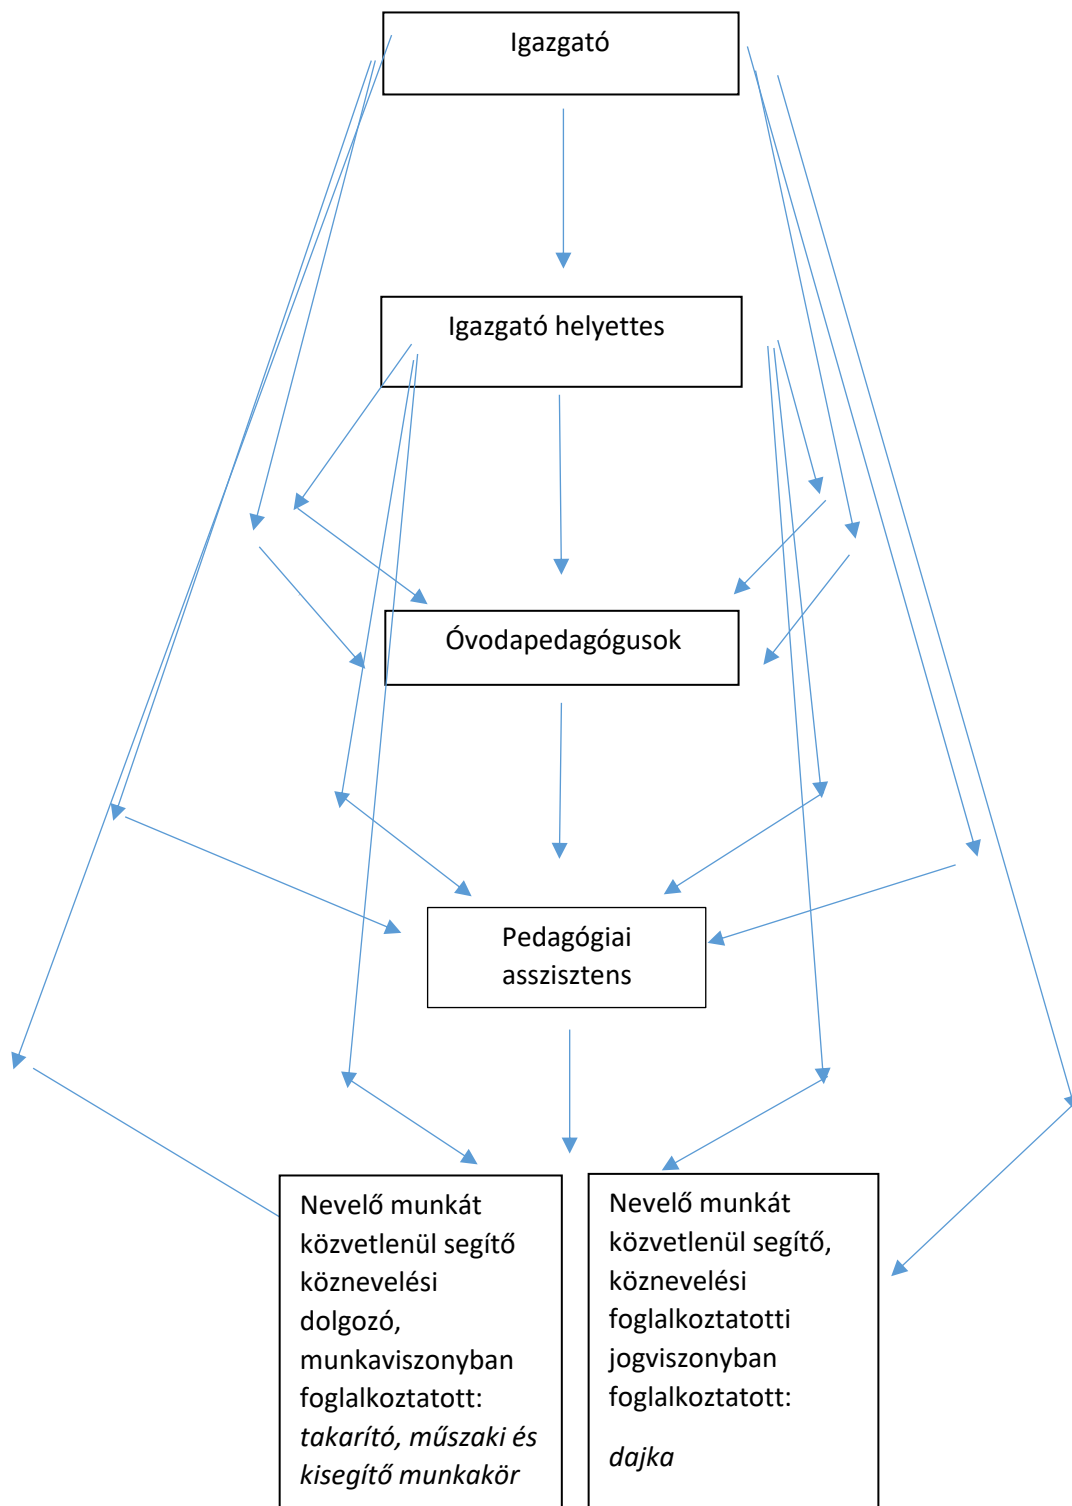 Igazgató
Igazgató helyettes
Óvodapedagógusok
Pedagógiai
asszisztens
Nevelő munkát
közvetlenül segítő
köznevelési
dolgozó,
munkaviszonyban
foglalkoztatott:
takarító, műszaki és
kisegítő munkakör
Nevelő munkát
közvetlenül segítő,
köznevelési
foglalkoztatotti
jogviszonyban
foglalkoztatott:
dajka